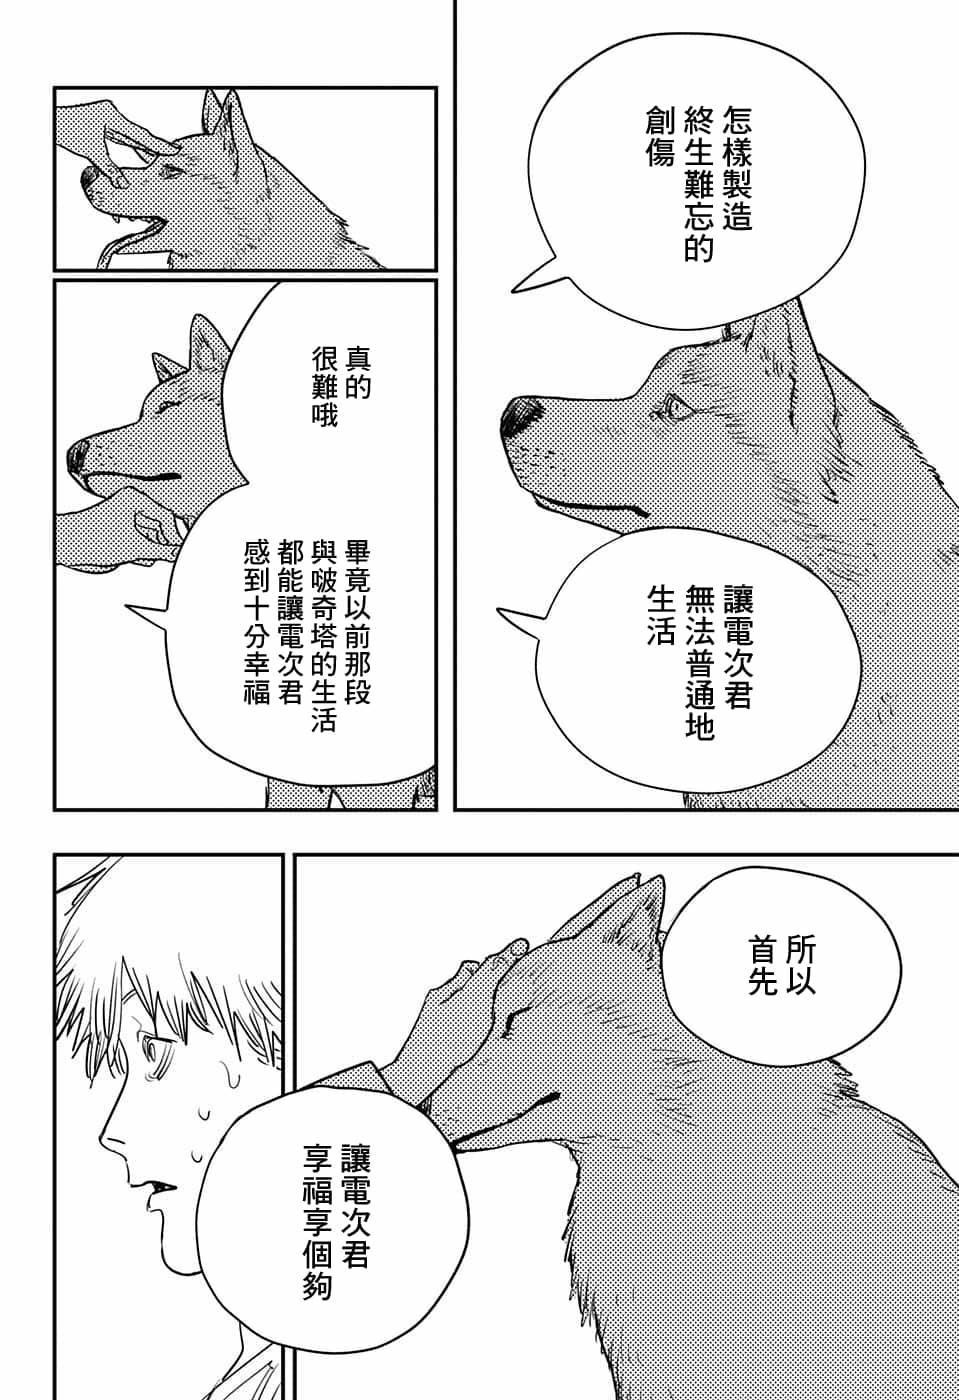 怎樣製造
終生難忘的
創傷
讓電次君
無法普通地
生活
真的
很難哦
畢竟以前那段
與啵奇塔的生活
都能讓電次君
感到十分幸福
所以
首先
讓電次君
享福享個夠